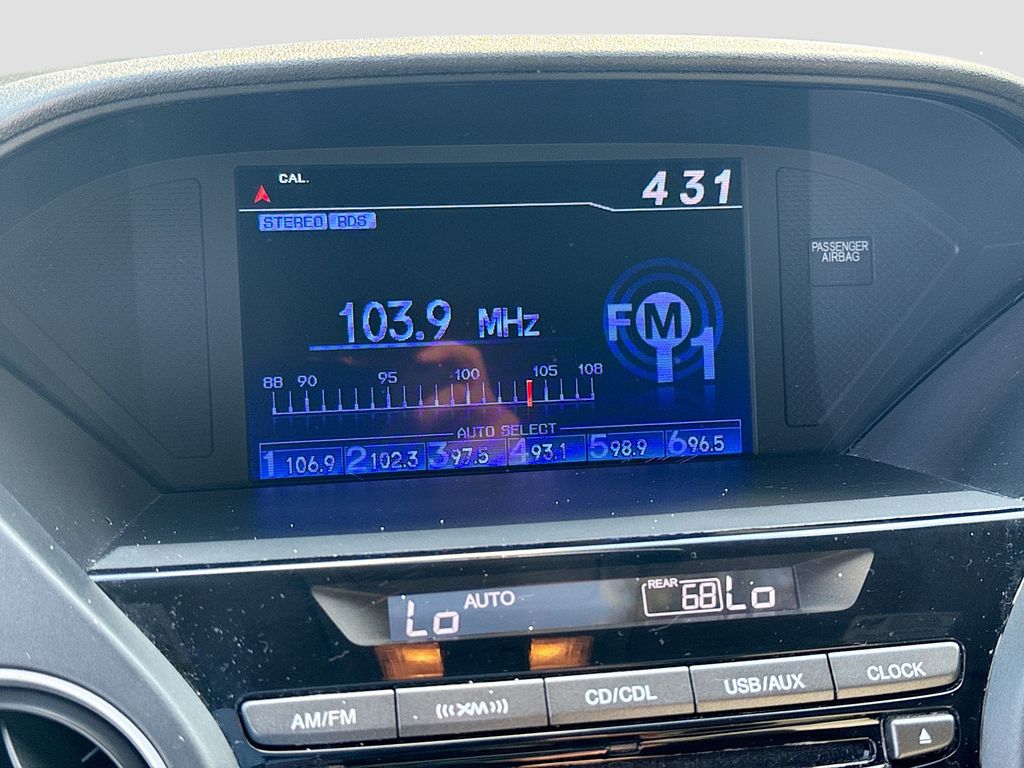 CAL.
431
STEREO RDS
PASSENGER
AIRBAG
103.9 MHz
FM
1
88 90 95 100 105 108
AUTO SELECT
1 106.9 2 102.3 3 97.5 4 93.1 5 98.9 6 96.5
Lo AUTO REAR 68 Lo
AM/FM
XM
CD/CDL
USB/AUX
CLOCK